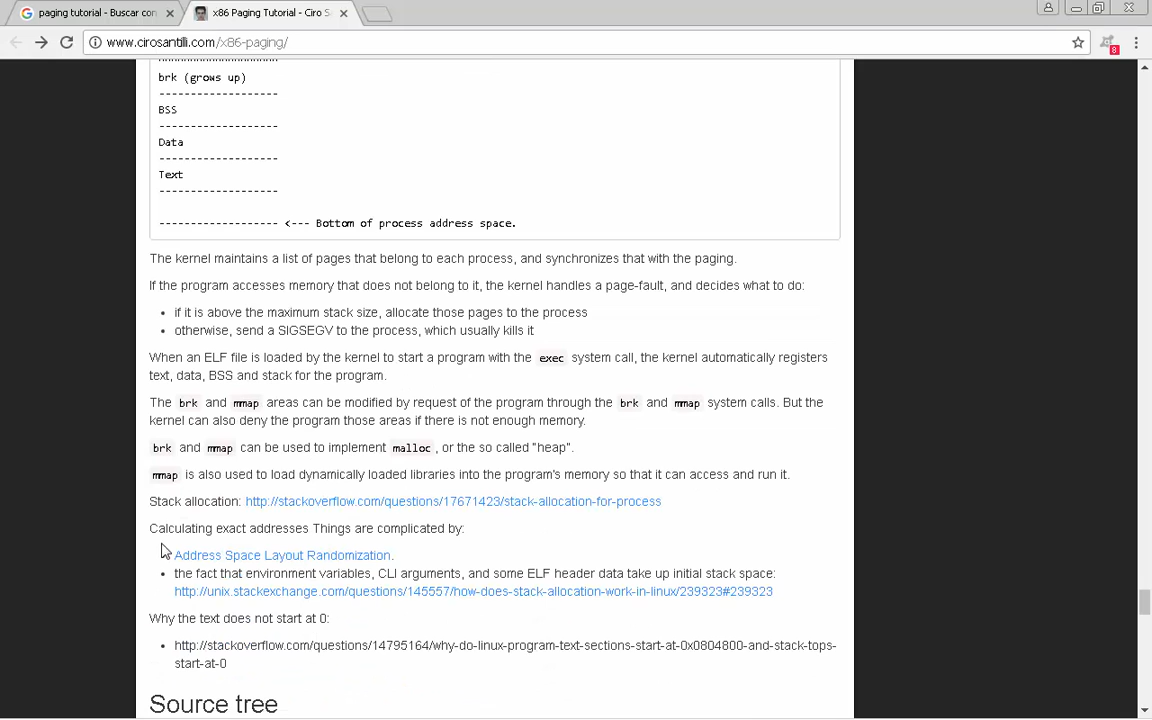 paging tutorial - Buscar con
x86 Paging Tutorial - Ciro S
www.cirosantilli.com/x86-paging/
8
brk (grows up)
-------------------
BSS
-------------------
Data
-------------------
Text
-------------------
------------------- <--- Bottom of process address space.
The kernel maintains a list of pages that belong to each process, and synchronizes that with the paging.
If the program accesses memory that does not belong to it, the kernel handles a page-fault, and decides what to do:
• if it is above the maximum stack size, allocate those pages to the process
• otherwise, send a SIGSEGV to the process, which usually kills it
When an ELF file is loaded by the kernel to start a program with the exec system call, the kernel automatically registers
text, data, BSS and stack for the program.
The brk and mmap areas can be modified by request of the program through the brk and mmap system calls. But the
kernel can also deny the program those areas if there is not enough memory.
brk and mmap can be used to implement malloc, or the so called "heap".
mmap is also used to load dynamically loaded libraries into the program's memory so that it can access and run it.
Stack allocation: http://stackoverflow.com/questions/17671423/stack-allocation-for-process
Calculating exact addresses Things are complicated by:
Address Space Layout Randomization.
• the fact that environment variables, CLI arguments, and some ELF header data take up initial stack space:
http://unix.stackexchange.com/questions/145557/how-does-stack-allocation-work-in-linux/239323#239323
Why the text does not start at 0:
• http://stackoverflow.com/questions/14795164/why-do-linux-program-text-sections-start-at-0x0804800-and-stack-tops-
start-at-0
Source tree